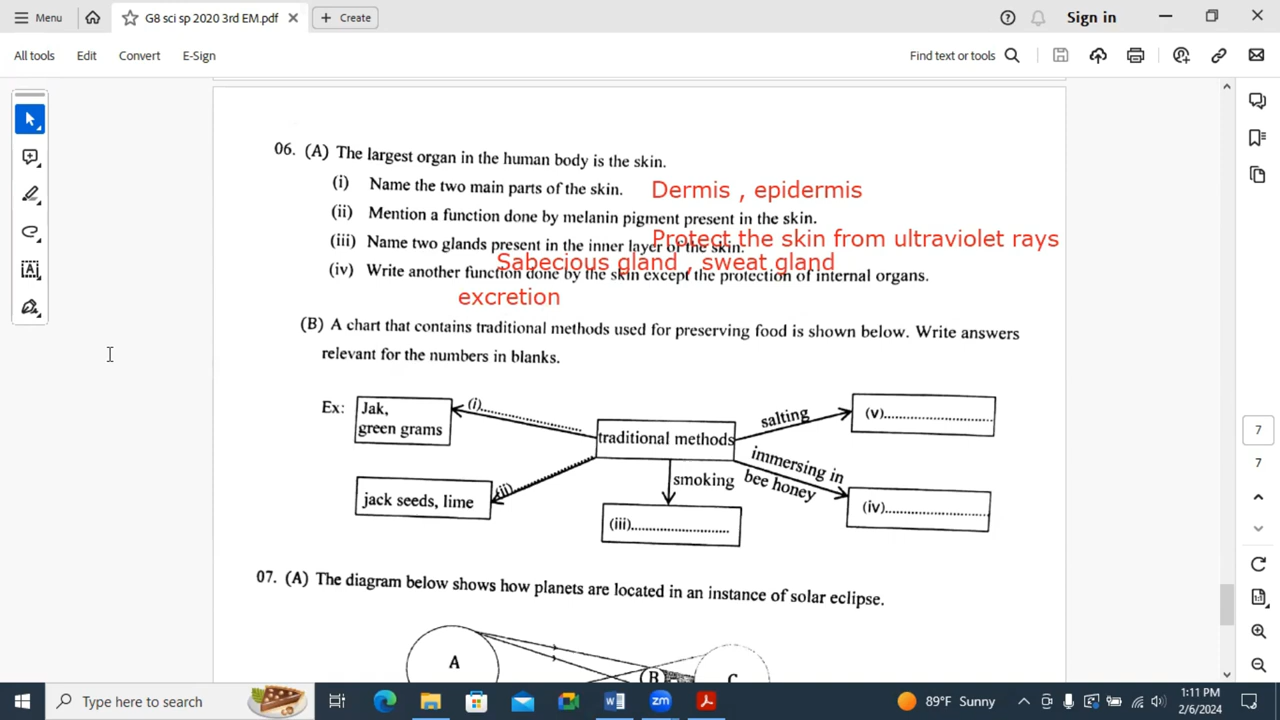 Menu
G8 sci sp 2020 3rd EM.pdf
Create
Sign in
All tools Edit Convert E-Sign
Find text or tools
06. (A) The largest organ in the human body is the skin.
(i) Name the two main parts of the skin. Dermis , epidermis
(ii) Mention a function done by melanin pigment present in the skin.
Protect the skin from ultraviolet rays
(iii) Name two glands present in the inner layer of the skin.
Sabecious gland , sweat gland
(iv) Write another function done by the skin except the protection of internal organs.
excretion
(B) A chart that contains traditional methods used for preserving food is shown below. Write answers
relevant for the numbers in blanks.
Ex: Jak,
green grams
(i)....................
traditional methods
salting
(v)............................
jack seeds, lime
(ii)
smoking
(iii)..........................
immersing in
bee honey
(iv)...........................
07. (A) The diagram below shows how planets are located in an instance of solar eclipse.
A
B
C
7
7
Type here to search
89°F Sunny
1:11 PM
2/6/2024